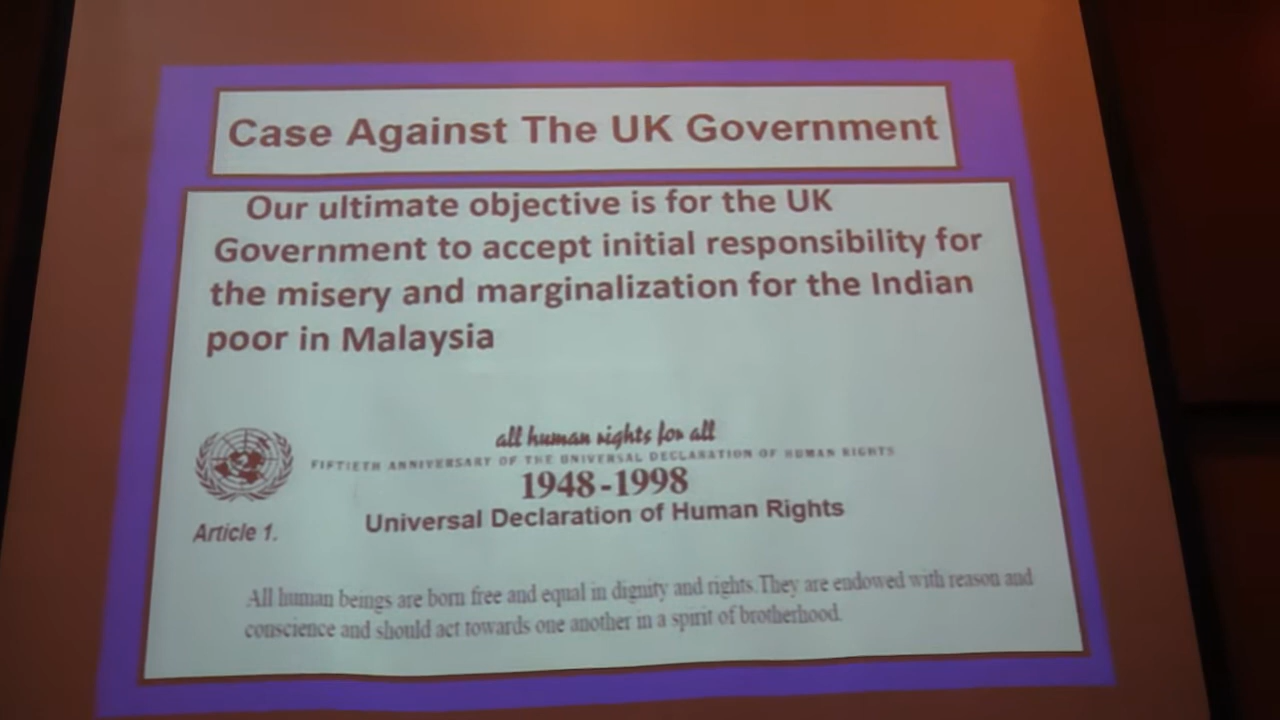 Case Against The UK Government
Our ultimate objective is for the UK
Government to accept initial responsibility for
the misery and marginalization for the Indian
poor in Malaysia
all human rights for all
FIFTIETH ANNIVERSARY OF THE UNIVERSAL DECLARATION OF HUMAN RIGHTS
1948-1998
Universal Declaration of Human Rights
Article 1.
All human beings are born free and equal in dignity and rights.They are endowed with reason and
conscience and should act towards one another in a spirit of brotherhood.